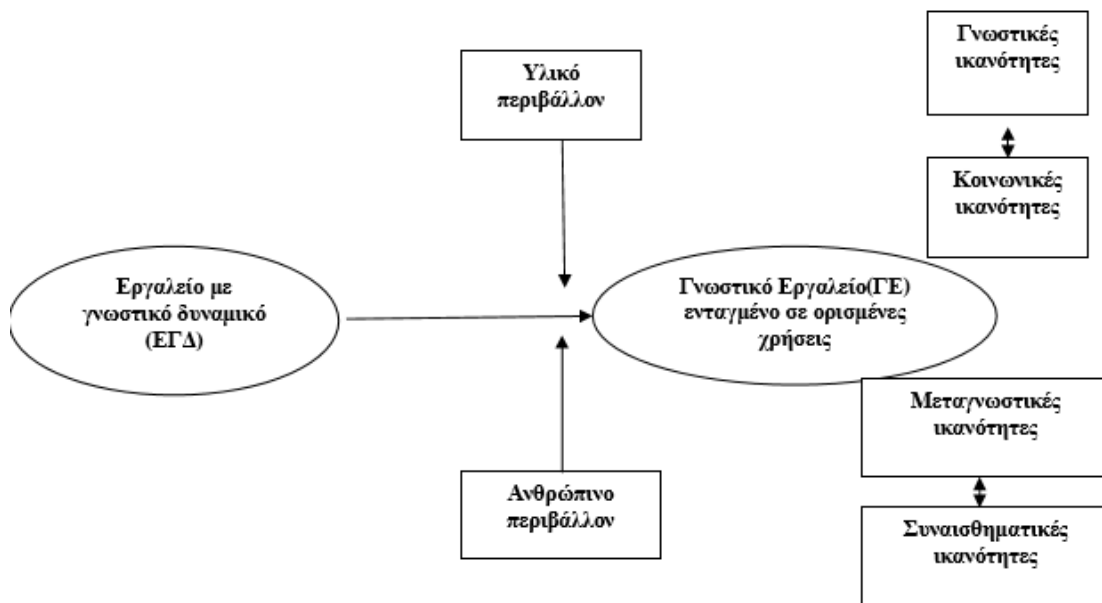 Γνωστικές
ικανότητες
Υλικό
περιβάλλον
Κοινωνικές
ικανότητες
Εργαλείο με
γνωστικό δυναμικό
(ΕΓΔ)
Γνωστικό Εργαλείο(ΓΕ)
ενταγμένο σε ορισμένες
χρήσεις
Μεταγνωστικές
ικανότητες
Ανθρώπινο
περιβάλλον
Συναισθηματικές
ικανότητες